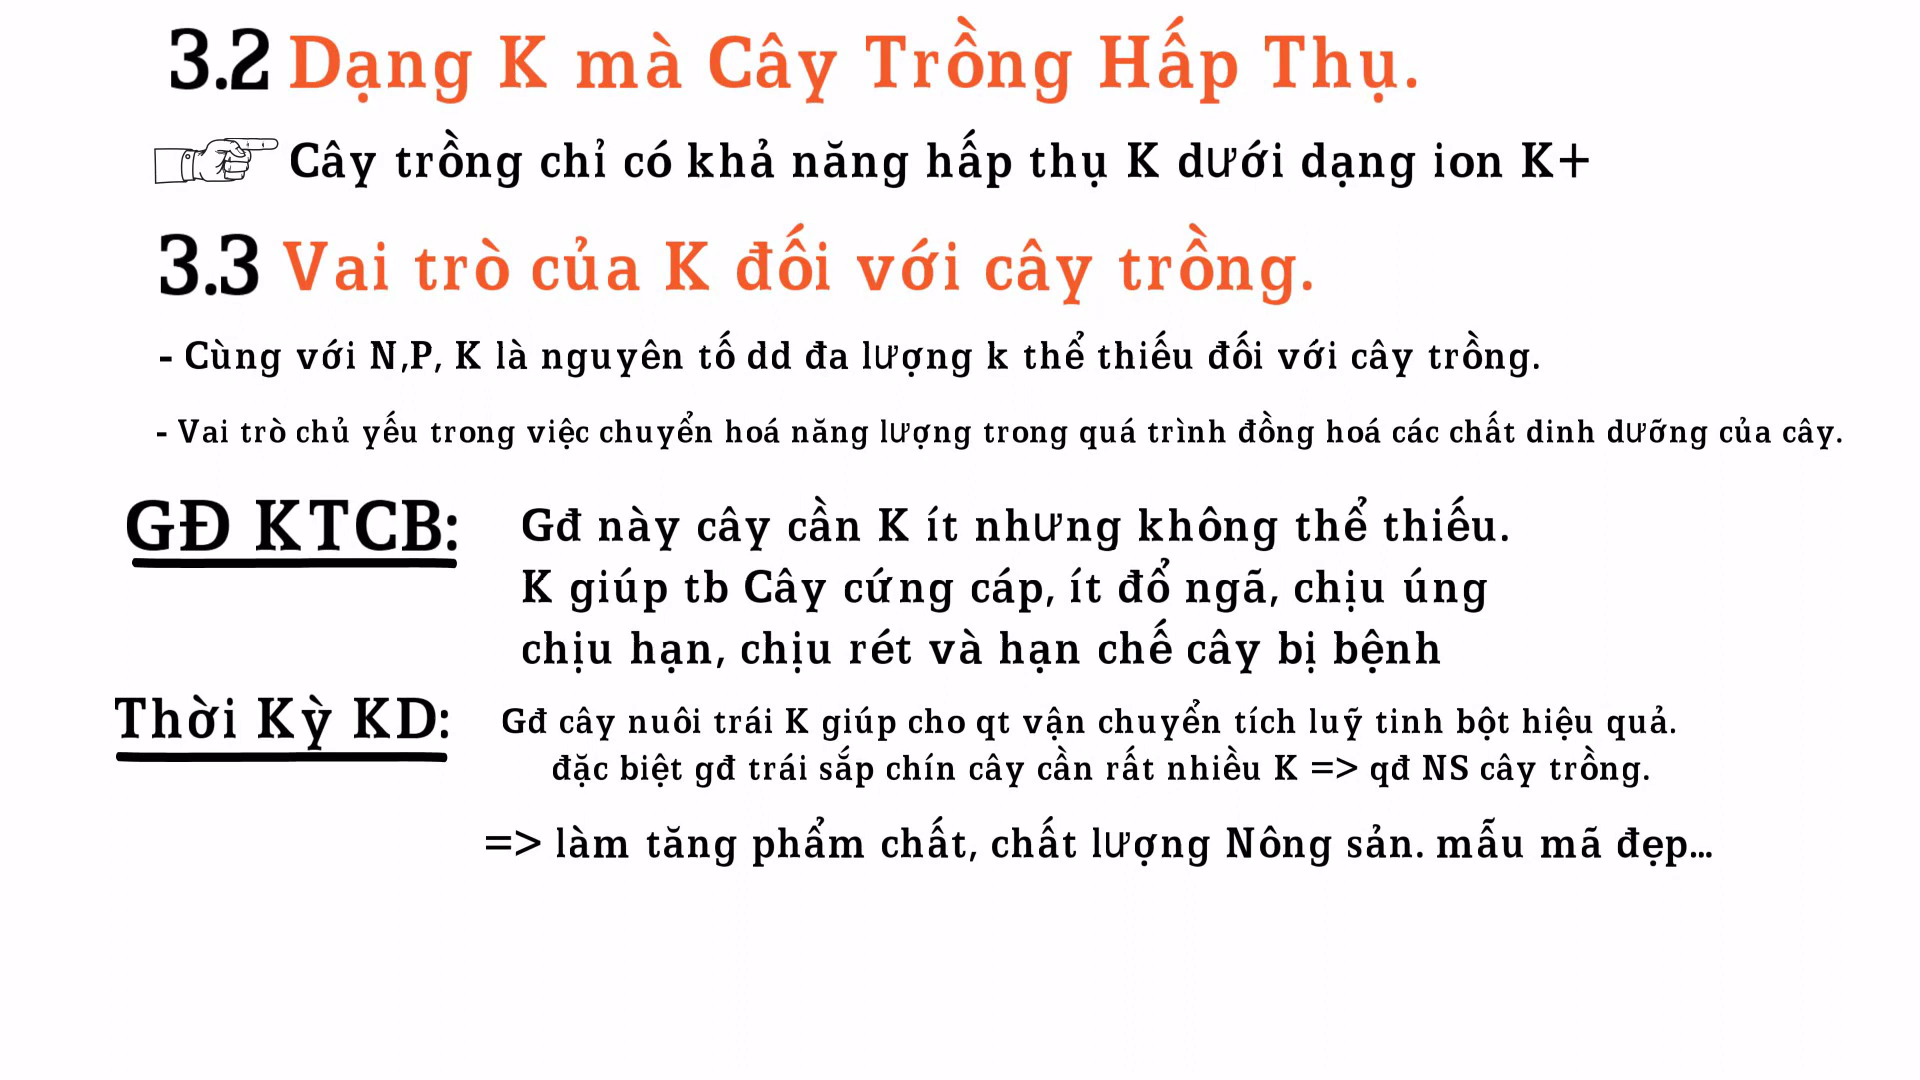 3.2 Dạng K mà Cây Trồng Hấp Thụ.
Cây trồng chỉ có khả năng hấp thụ K dưới dạng ion K+
3.3 Vai trò của K đối với cây trồng.
- Cùng với N,P, K là nguyên tố dd đa lượng k thể thiếu đối với cây trồng.
- Vai trò chủ yếu trong việc chuyển hoá năng lượng trong quá trình đồng hoá các chất dinh dưỡng của cây.
GĐ KTCB: Gđ này cây cần K ít nhưng không thể thiếu.
K giúp tb Cây cứng cáp, ít đổ ngã, chịu úng
chịu hạn, chịu rét và hạn chế cây bị bệnh
Thời Kỳ KD: Gđ cây nuôi trái K giúp cho qt vận chuyển tích luỹ tinh bột hiệu quả.
đặc biệt gđ trái sắp chín cây cần rất nhiều K => qđ NS cây trồng.
=> làm tăng phẩm chất, chất lượng Nông sản. mẫu mã đẹp...